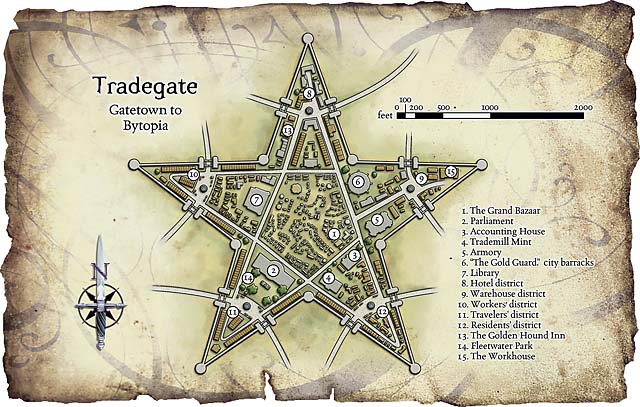 Tradegate
Gatetown to
Bytopia
100
feet 0 200 500 1000 2000
1. The Grand Bazaar
2. Parliament
3. Accounting House
4. Trademill Mint
5. Armory
6. "The Gold Guard." city barracks
7. Library
8. Hotel district
9. Warehouse district
10. Workers' district
11. Travelers' district
12. Residents' district
13. The Golden Hound Inn
14. Fleetwater Park
15. The Workhouse
8
13
10
6
9
15
7
5
1
3
2
4
14
11
12
N